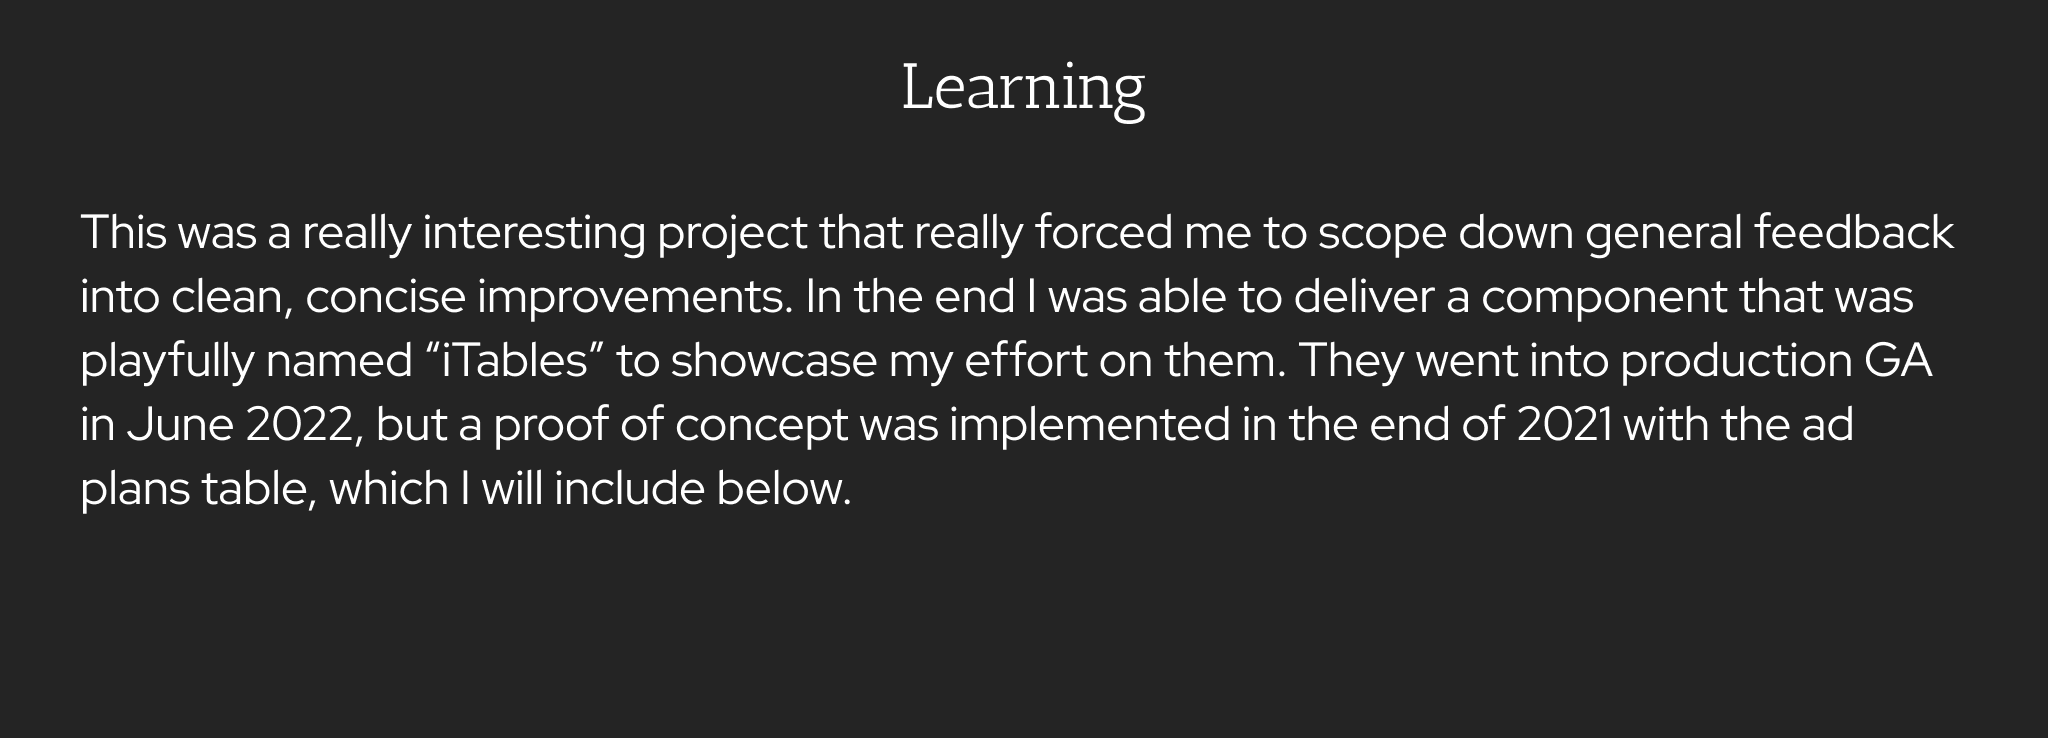 Learning
This was a really interesting project that really forced me to scope down general feedback
into clean, concise improvements. In the end I was able to deliver a component that was
playfully named “iTables” to showcase my effort on them. They went into production GA
in June 2022, but a proof of concept was implemented in the end of 2021 with the ad
plans table, which I will include below.